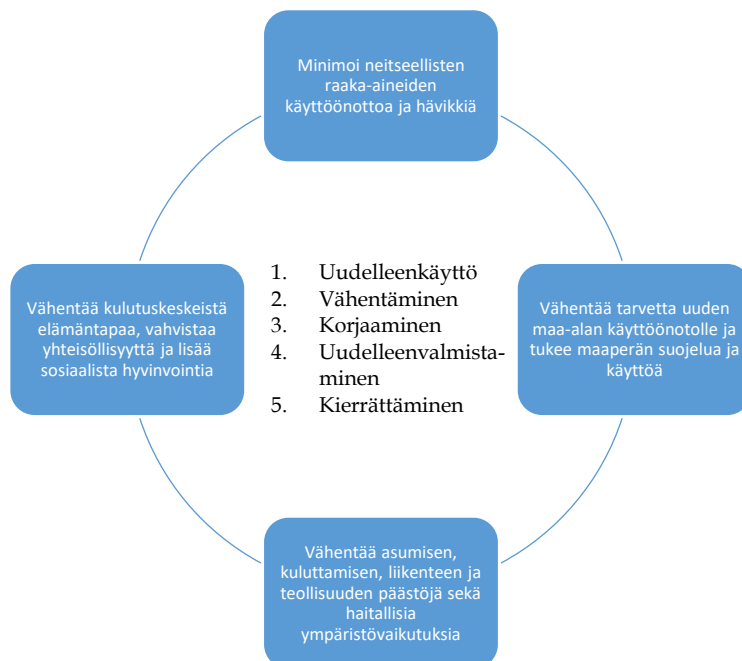 Minimoi neitseellisten
raaka-aineiden
käyttöönottoa ja hävikkiä
Vähentää kulutuskeskeistä
elämäntapaa, vahvistaa
yhteisöllisyyttä ja lisää
sosiaalista hyvinvointia
1. Uudelleenkäyttö
2. Vähentäminen
3. Korjaaminen
4. Uudelleenvalmista-
minen
5. Kierrättäminen
Vähentää tarvetta uuden
maa-alan käyttöönotolle ja
tukee maaperän suojelua ja
käyttöä
Vähentää asumisen,
kuluttamisen, liikenteen ja
teollisuuden päästöjä sekä
haitallisia
ympäristövaikutuksia